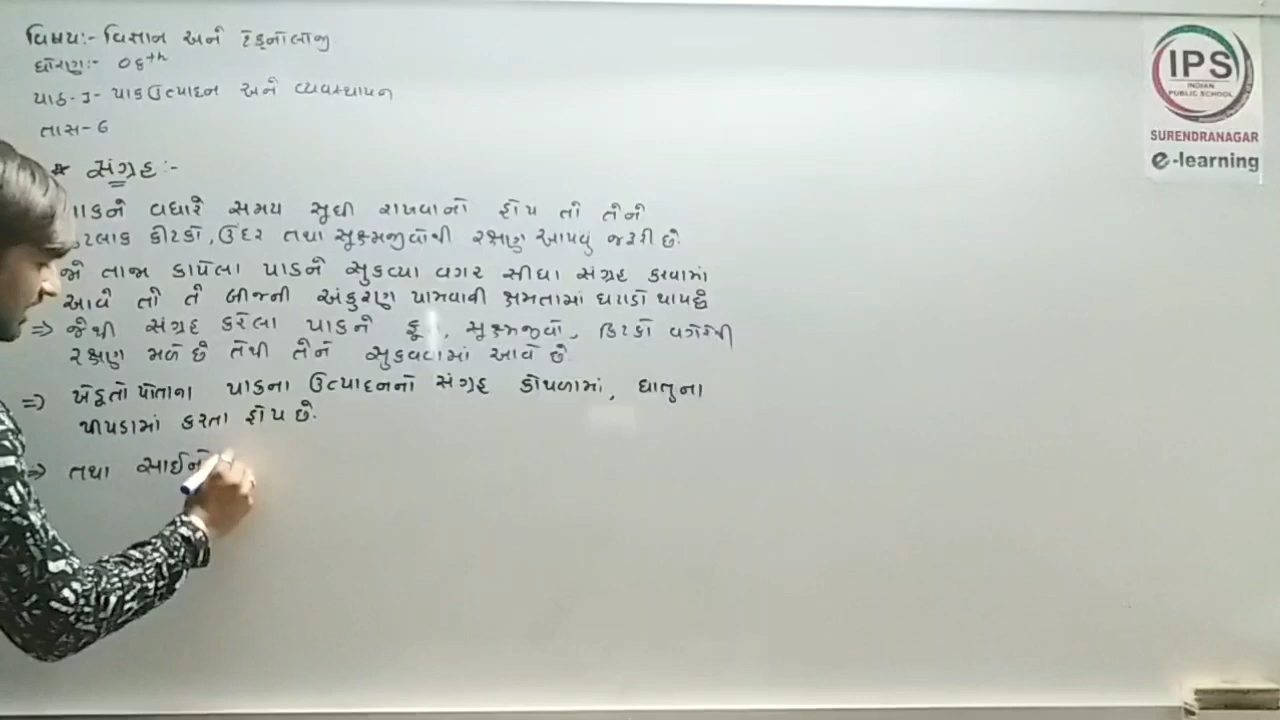 વિષય:- વિજ્ઞાન અને ટેકનોલોજી
ધોરણ:- 08th
પાઠ-1- પાકઉત્પાદન અને વ્યવસ્થાપન
તાસ-6
* સંગ્રહ:-
પાકને વધારે સમય સુધી રાખવાનો હોય તો તેને
કેટલાક કીટકો, ઉંદર તથા સૂક્ષ્મજીવોથી રક્ષણ આપવું જરૂરી છે.
જો તાજા કાપેલા પાકને સુકવ્યા વગર સીધા સંગ્રહ કરવામાં
આવે તો તે બીજની અંકુરણ પામવાની ક્ષમતામાં ઘટાડો થાય છે
⇒ જેથી સંગ્રહ કરેલા પાકને ફૂગ, સૂક્ષ્મજીવો, કિટકો વગેરેથી
રક્ષણ મળે છે તેથી તેને સુકવવામાં આવે છે.
⇒ ખેડૂતો પોતાના પાકના ઉત્પાદનનો સંગ્રહ કોથળામાં, ધાતુના
પીપડામાં કરતા હોય છે.
⇒ તથા
IPS
INDIAN
PUBLIC SCHOOL
SURENDRANAGAR
e-learning